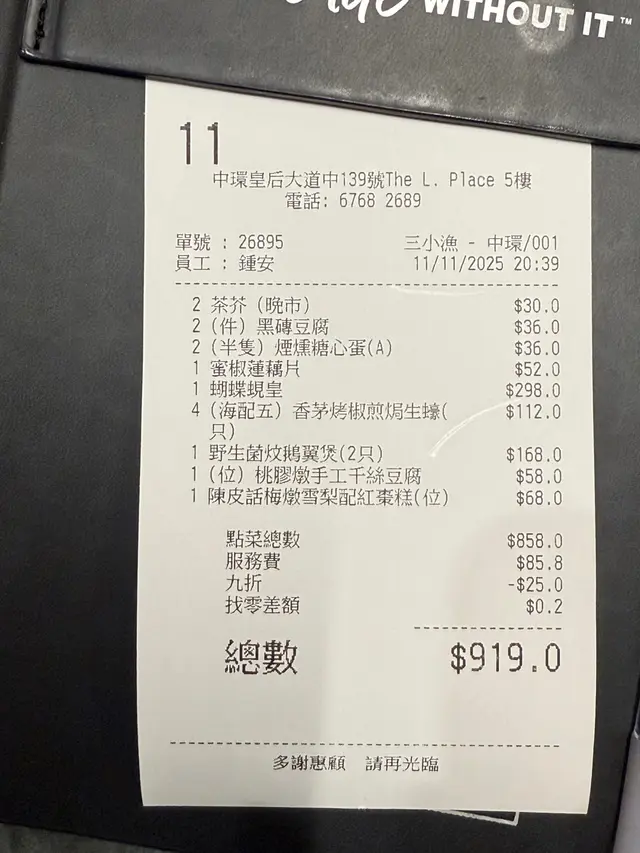 WITHOUT IT™
11
中環皇后大道中139號The L. Place 5樓
電話: 6768 2689
單號 : 26895 三小漁 - 中環/001
員工 : 鍾安 11/11/2025 20:39
2 茶芥 (晚市) $30.0
2 (件) 黑磚豆腐 $36.0
2 (半隻) 煙燻糖心蛋(A) $36.0
1 蜜椒蓮藕片 $52.0
1 蝴蝶蜆皇 $298.0
4 (海配五) 香茅烤椒煎焗生蠔( $112.0
只)
1 野生菌炆鵝翼煲(2只) $168.0
1 (位) 桃膠燉手工千絲豆腐 $58.0
1 陳皮話梅燉雪梨配紅棗糕(位) $68.0
點菜總數 $858.0
服務費 $85.8
九折 -$25.0
找零差額 $0.2
總數 $919.0
多謝惠顧 請再光臨